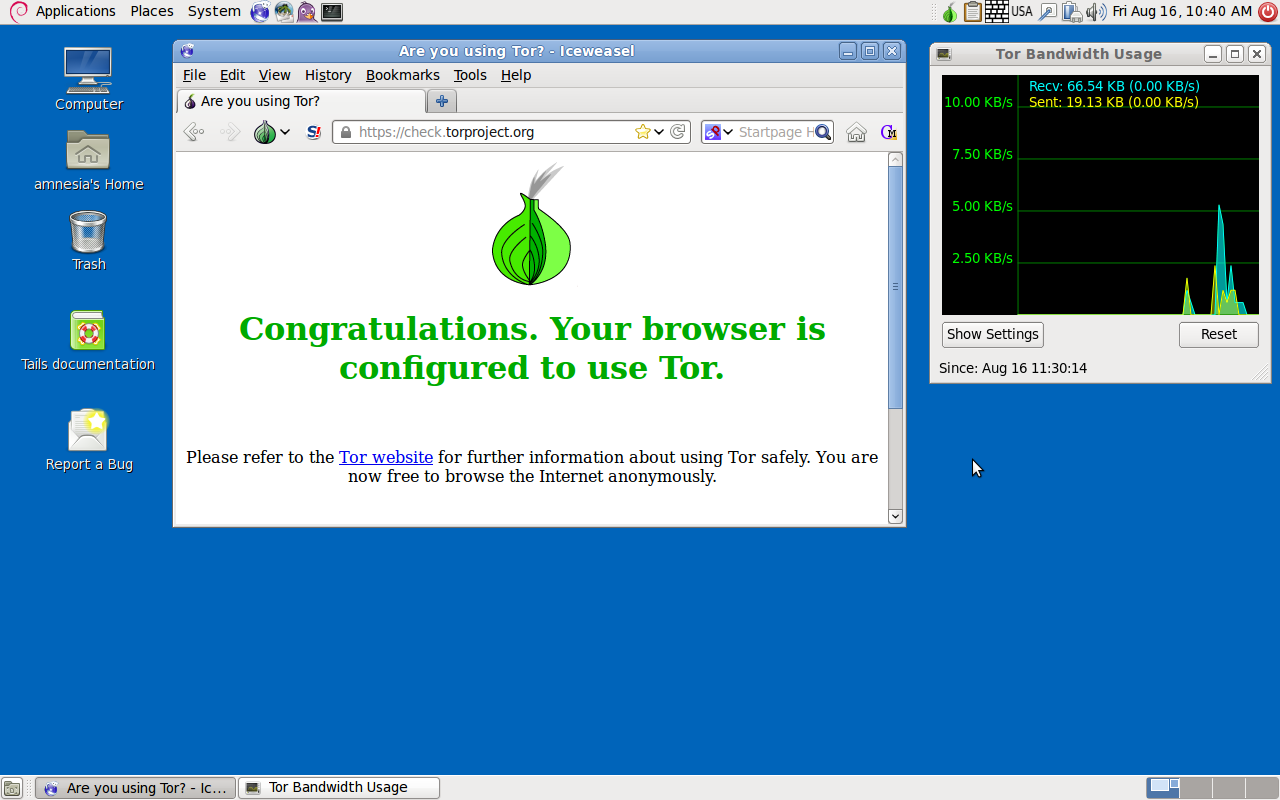 Applications Places System USA Fri Aug 16, 10:40 AM
Computer
amnesia's Home
Trash
Tails documentation
Report a Bug
Are you using Tor? - Iceweasel
File Edit View History Bookmarks Tools Help
Are you using Tor?
https://check.torproject.org Startpage H
Congratulations. Your browser is
configured to use Tor.
Please refer to the Tor website for further information about using Tor safely. You are
now free to browse the Internet anonymously.
Tor Bandwidth Usage
Recv: 66.54 KB (0.00 KB/s)
Sent: 19.13 KB (0.00 KB/s)
10.00 KB/s
7.50 KB/s
5.00 KB/s
2.50 KB/s
Show Settings Reset
Since: Aug 16 11:30:14
Are you using Tor? - Ic... Tor Bandwidth Usage